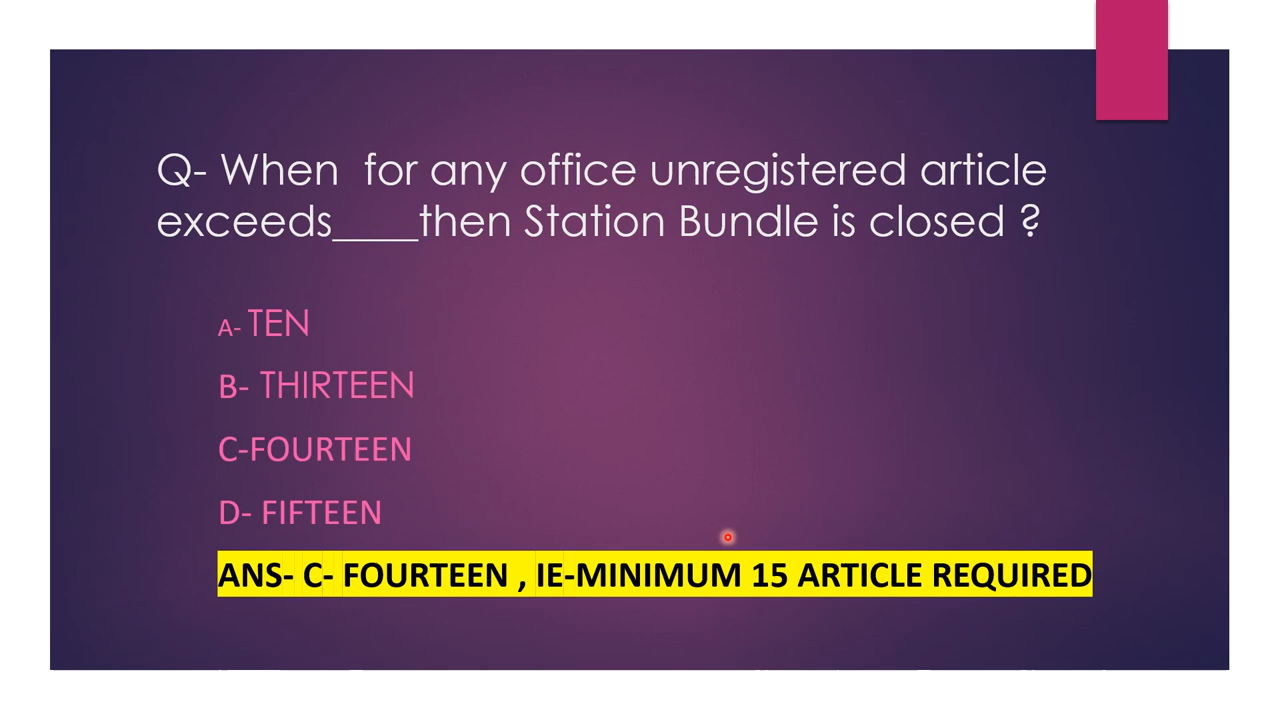 Q- When for any office unregistered article
exceeds____then Station Bundle is closed ?
A- TEN
B- THIRTEEN
C-FOURTEEN
D- FIFTEEN
ANS- C- FOURTEEN , IE-MINIMUM 15 ARTICLE REQUIRED